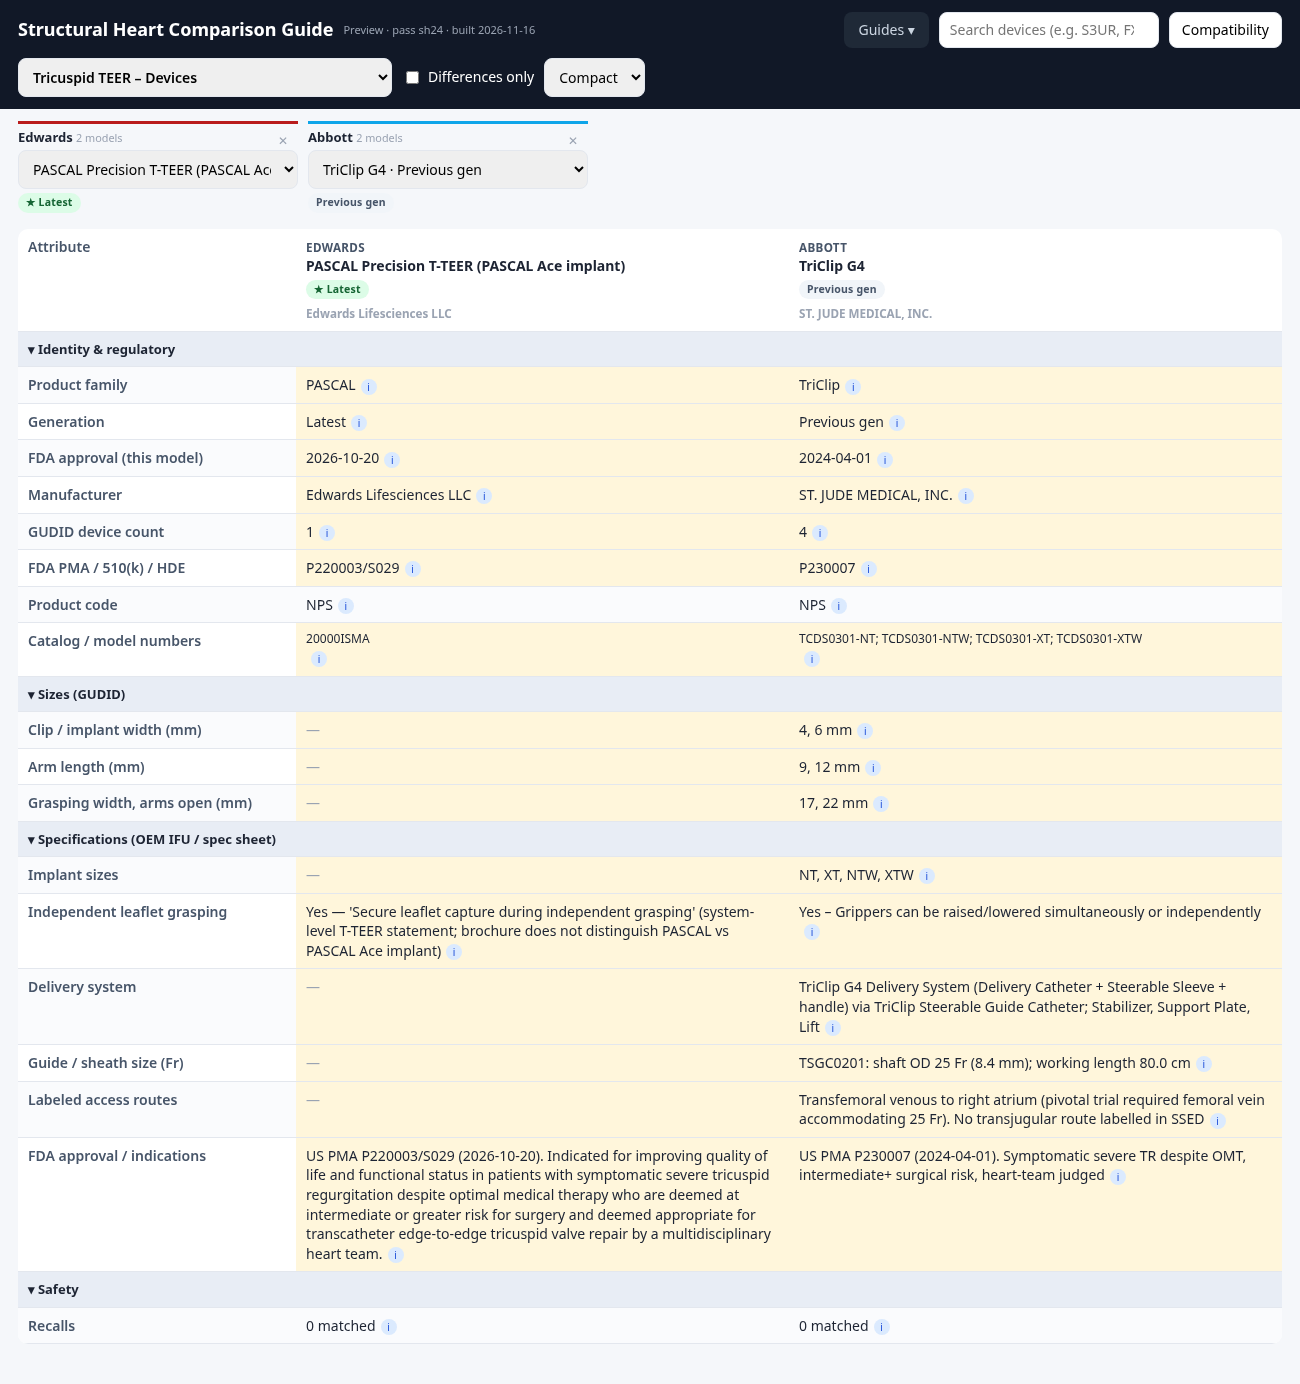 Structural Heart Comparison Guide
Preview · pass sh24 · built 2026-11-16
Guides ▾
Search devices (e.g. S3UR, F
Compatibility
Tricuspid TEER – Devices
Differences only
Compact
Edwards 2 models
×
Abbott 2 models
×
PASCAL Precision T-TEER (PASCAL Ac
TriClip G4 · Previous gen
★ Latest
Previous gen
Attribute
EDWARDS
PASCAL Precision T-TEER (PASCAL Ace implant)
★ Latest
Edwards Lifesciences LLC
ABBOTT
TriClip G4
Previous gen
ST. JUDE MEDICAL, INC.
▾ Identity & regulatory
Product family
PASCAL i
TriClip i
Generation
Latest i
Previous gen i
FDA approval (this model)
2026-10-20 i
2024-04-01 i
Manufacturer
Edwards Lifesciences LLC i
ST. JUDE MEDICAL, INC. i
GUDID device count
1 i
4 i
FDA PMA / 510(k) / HDE
P220003/S029 i
P230007 i
Product code
NPS i
NPS i
Catalog / model numbers
20000ISMA
i
TCDS0301-NT; TCDS0301-NTW; TCDS0301-XT; TCDS0301-XTW
i
▾ Sizes (GUDID)
Clip / implant width (mm)
—
4, 6 mm i
Arm length (mm)
—
9, 12 mm i
Grasping width, arms open (mm)
—
17, 22 mm i
▾ Specifications (OEM IFU / spec sheet)
Implant sizes
—
NT, XT, NTW, XTW i
Independent leaflet grasping
Yes — 'Secure leaflet capture during independent grasping' (system-
level T-TEER statement; brochure does not distinguish PASCAL vs
PASCAL Ace implant) i
Yes – Grippers can be raised/lowered simultaneously or independently
i
Delivery system
—
TriClip G4 Delivery System (Delivery Catheter + Steerable Sleeve +
handle) via TriClip Steerable Guide Catheter; Stabilizer, Support Plate,
Lift i
Guide / sheath size (Fr)
—
TSGC0201: shaft OD 25 Fr (8.4 mm); working length 80.0 cm i
Labeled access routes
—
Transfemoral venous to right atrium (pivotal trial required femoral vein
accommodating 25 Fr). No transjugular route labelled in SSED i
FDA approval / indications
US PMA P220003/S029 (2026-10-20). Indicated for improving quality of
life and functional status in patients with symptomatic severe tricuspid
regurgitation despite optimal medical therapy who are deemed at
intermediate or greater risk for surgery and deemed appropriate for
transcatheter edge-to-edge tricuspid valve repair by a multidisciplinary
heart team. i
US PMA P230007 (2024-04-01). Symptomatic severe TR despite OMT,
intermediate+ surgical risk, heart-team judged i
▾ Safety
Recalls
0 matched i
0 matched i